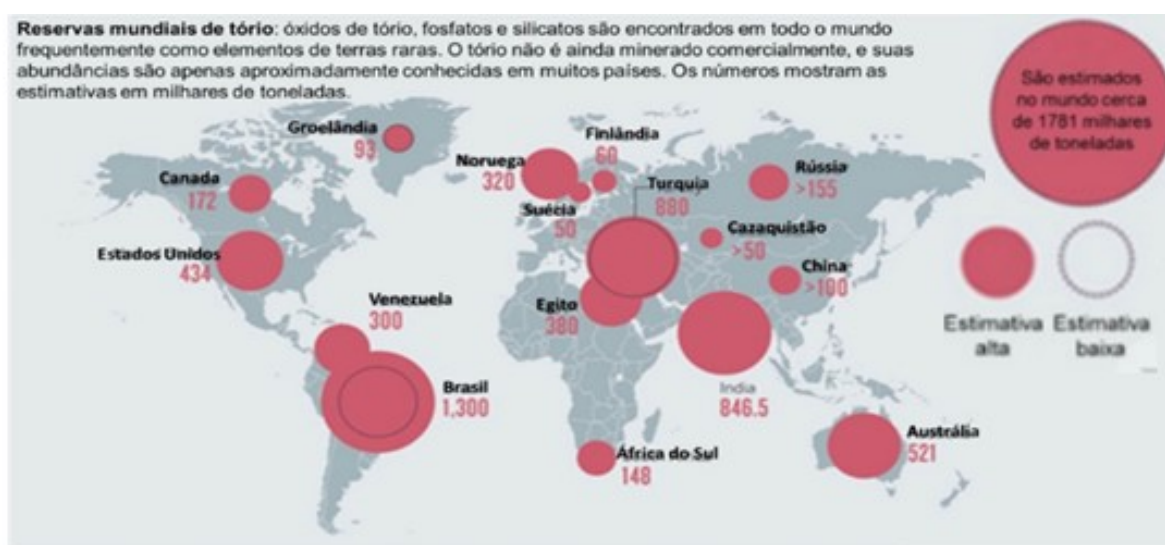 Reservas mundiais de tório: óxidos de tório, fosfatos e silicatos são encontrados em todo o mundo
frequentemente como elementos de terras raras. O tório não é ainda minerado comercialmente, e suas
abundâncias são apenas aproximadamente conhecidas em muitos países. Os números mostram as
estimativas em milhares de toneladas.
São estimados
no mundo cerca
de 1781 milhares
de toneladas
Groelândia
93
Finlândia
60
Noruega
320
Rússia
>155
Canada
172
Turquia
880
Suécia
50
Cazaquistão
>50
Estados Unidos
434
China
>100
Venezuela
300
Egito
380
Estimativa
alta
Estimativa
baixa
Brasil
1,300
India
846.5
Austrália
521
África do Sul
148